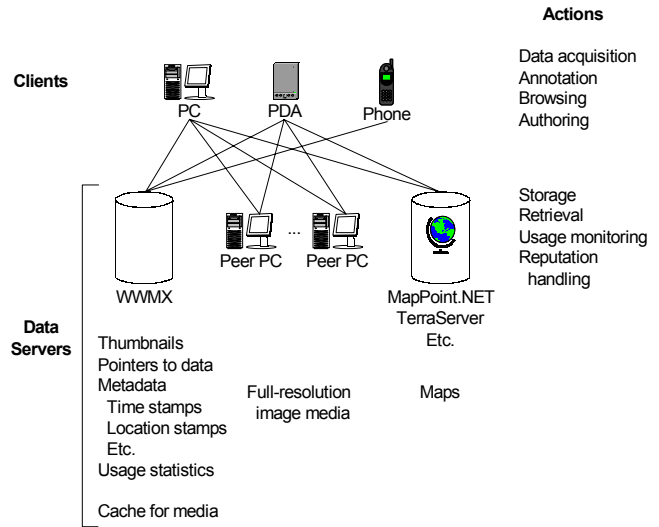 Actions
Clients
Data acquisition
Annotation
Browsing
Authoring
PC
PDA
Phone
Storage
Retrieval
Usage monitoring
Reputation
handling
...
Peer PC
Peer PC
WWMX
MapPoint.NET
TerraServer
Etc.
Data
Servers
Thumbnails
Pointers to data
Metadata
Time stamps
Location stamps
Etc.
Usage statistics
Cache for media
Full-resolution
image media
Maps